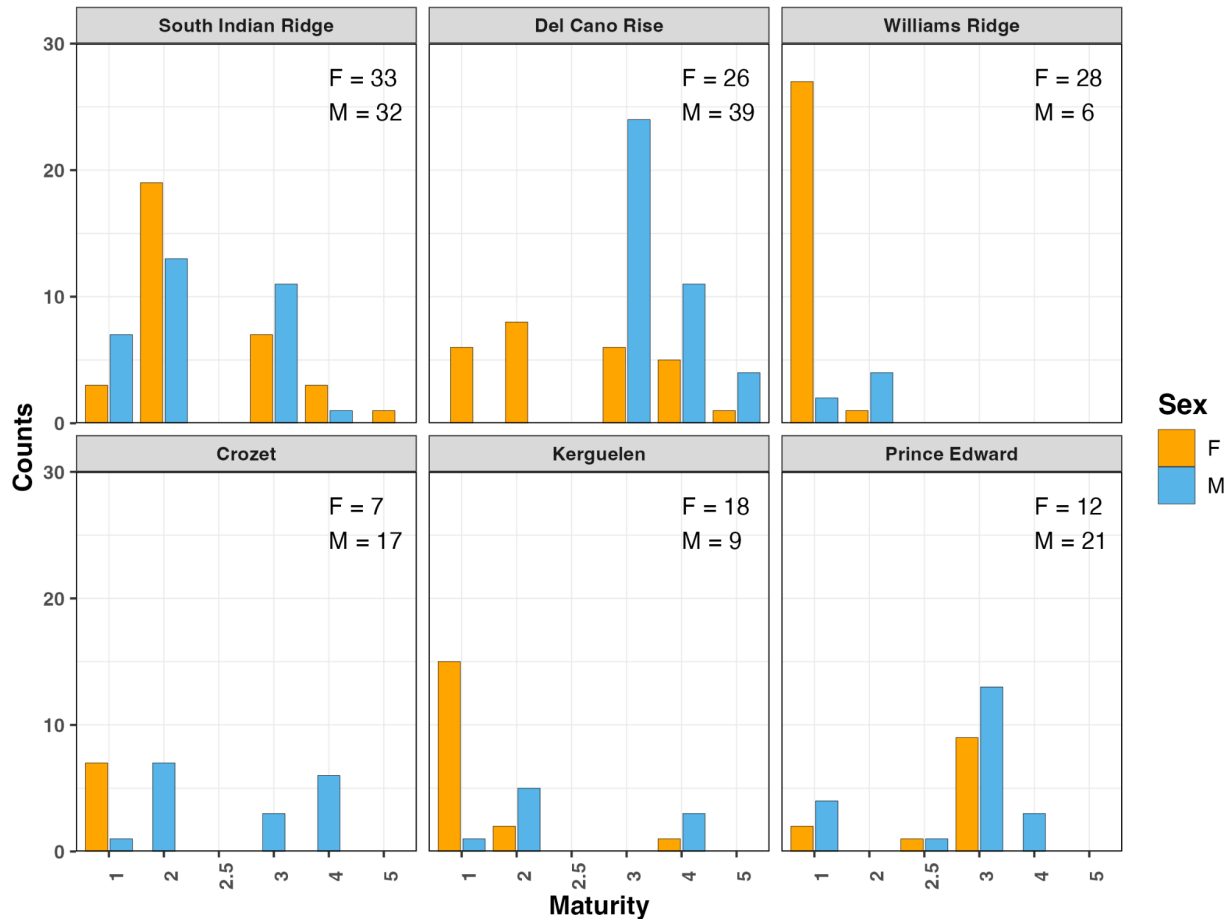 South Indian Ridge
Del Cano Rise
Williams Ridge
30
F = 33
M = 32
F = 26
M = 39
F = 28
M = 6
20
10
0
Crozet
Kerguelen
Prince Edward
30
F = 7
M = 17
F = 18
M = 9
F = 12
M = 21
20
10
0
1 2 2.5 3 4 5
1 2 2.5 3 4 5
1 2 2.5 3 4 5
Maturity
Counts
Sex
F
M